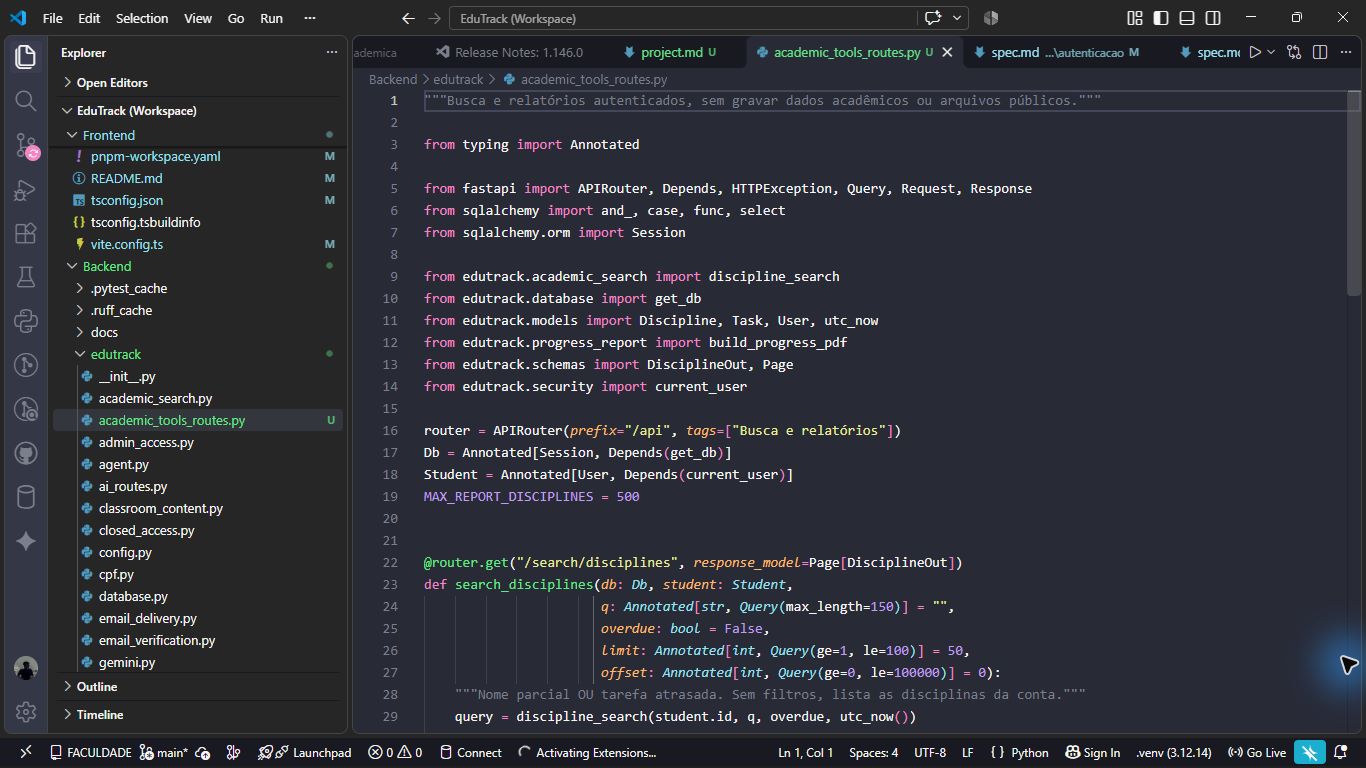 File Edit Selection View Go Run ···
EduTrack (Workspace)
Explorer ···
Open Editors
EduTrack (Workspace)
Frontend
pnpm-workspace.yaml M
README.md M
tsconfig.json M
tsconfig.tsbuildinfo
vite.config.ts M
Backend
.pytest_cache
.ruff_cache
docs
edutrack
__init__.py
academic_search.py
academic_tools_routes.py U
admin_access.py
agent.py
ai_routes.py
classroom_content.py
closed_access.py
config.py
cpf.py
database.py
email_delivery.py
email_verification.py
gemini.py
Outline
Timeline
ademica Release Notes: 1.146.0 project.md U academic_tools_routes.py U spec.md ...\autenticacao M spec.m
Backend > edutrack > academic_tools_routes.py
1 """Busca e relatórios autenticados, sem gravar dados acadêmicos ou arquivos públicos."""
2
3 from typing import Annotated
4
5 from fastapi import APIRouter, Depends, HTTPException, Query, Request, Response
6 from sqlalchemy import and_, case, func, select
7 from sqlalchemy.orm import Session
8
9 from edutrack.academic_search import discipline_search
10 from edutrack.database import get_db
11 from edutrack.models import Discipline, Task, User, utc_now
12 from edutrack.progress_report import build_progress_pdf
13 from edutrack.schemas import DisciplineOut, Page
14 from edutrack.security import current_user
15
16 router = APIRouter(prefix="/api", tags=["Busca e relatórios"])
17 Db = Annotated[Session, Depends(get_db)]
18 Student = Annotated[User, Depends(current_user)]
19 MAX_REPORT_DISCIPLINES = 500
20
21
22 @router.get("/search/disciplines", response_model=Page[DisciplineOut])
23 def search_disciplines(db: Db, student: Student,
24 q: Annotated[str, Query(max_length=150)] = "",
25 overdue: bool = False,
26 limit: Annotated[int, Query(ge=1, le=100)] = 50,
27 offset: Annotated[int, Query(ge=0, le=100000)] = 0):
28 """Nome parcial OU tarefa atrasada. Sem filtros, lista as disciplinas da conta."""
29 query = discipline_search(student.id, q, overdue, utc_now())
FACULDADE main* Launchpad 0 0 Connect Activating Extensions... Ln 1, Col 1 Spaces: 4 UTF-8 LF {} Python Sign In .venv (3.12.14) Go Live